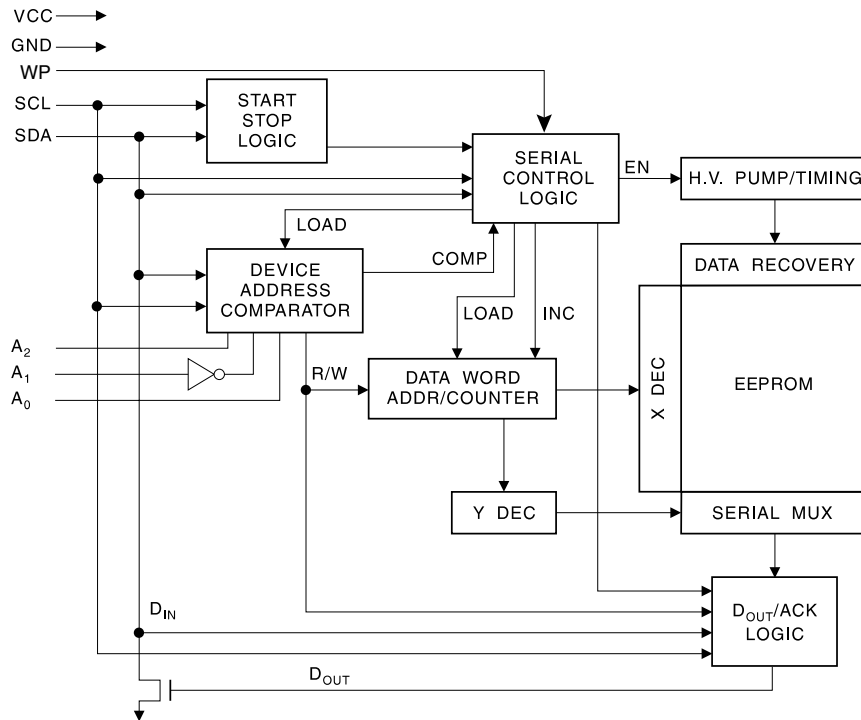 VCC
GND
WP
SCL
SDA
START
STOP
LOGIC
SERIAL
CONTROL
LOGIC
EN
H.V. PUMP/TIMING
LOAD
COMP
DEVICE
ADDRESS
COMPARATOR
DATA RECOVERY
LOAD
INC
A2
A1
A0
R/W
DATA WORD
ADDR/COUNTER
X DEC
EEPROM
Y DEC
SERIAL MUX
DIN
DOUT/ACK
LOGIC
DOUT